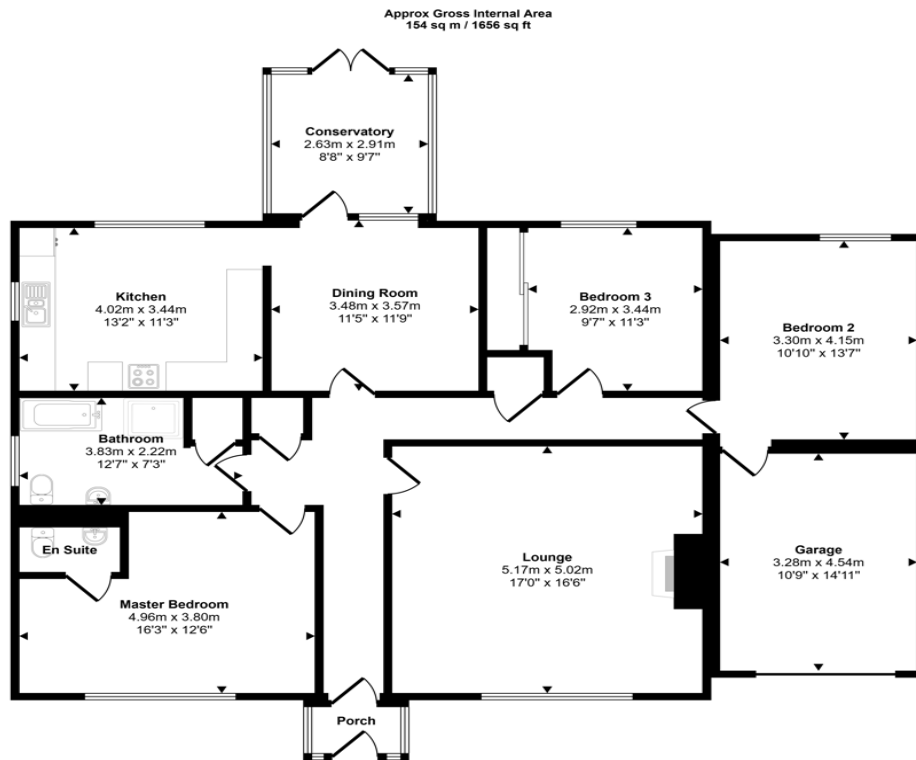 Approx Gross Internal Area
154 sq m / 1656 sq ft
Conservatory
2.63m x 2.91m
8'8" x 9'7"
Kitchen
4.02m x 3.44m
13'2" x 11'3"
Dining Room
3.48m x 3.57m
11'5" x 11'9"
Bedroom 3
2.92m x 3.44m
9'7" x 11'3"
Bedroom 2
3.30m x 4.15m
10'10" x 13'7"
Bathroom
3.83m x 2.22m
12'7" x 7'3"
En Suite
Lounge
5.17m x 5.02m
17'0" x 16'6"
Garage
3.28m x 4.54m
10'9" x 14'11"
Master Bedroom
4.96m x 3.80m
16'3" x 12'6"
Porch